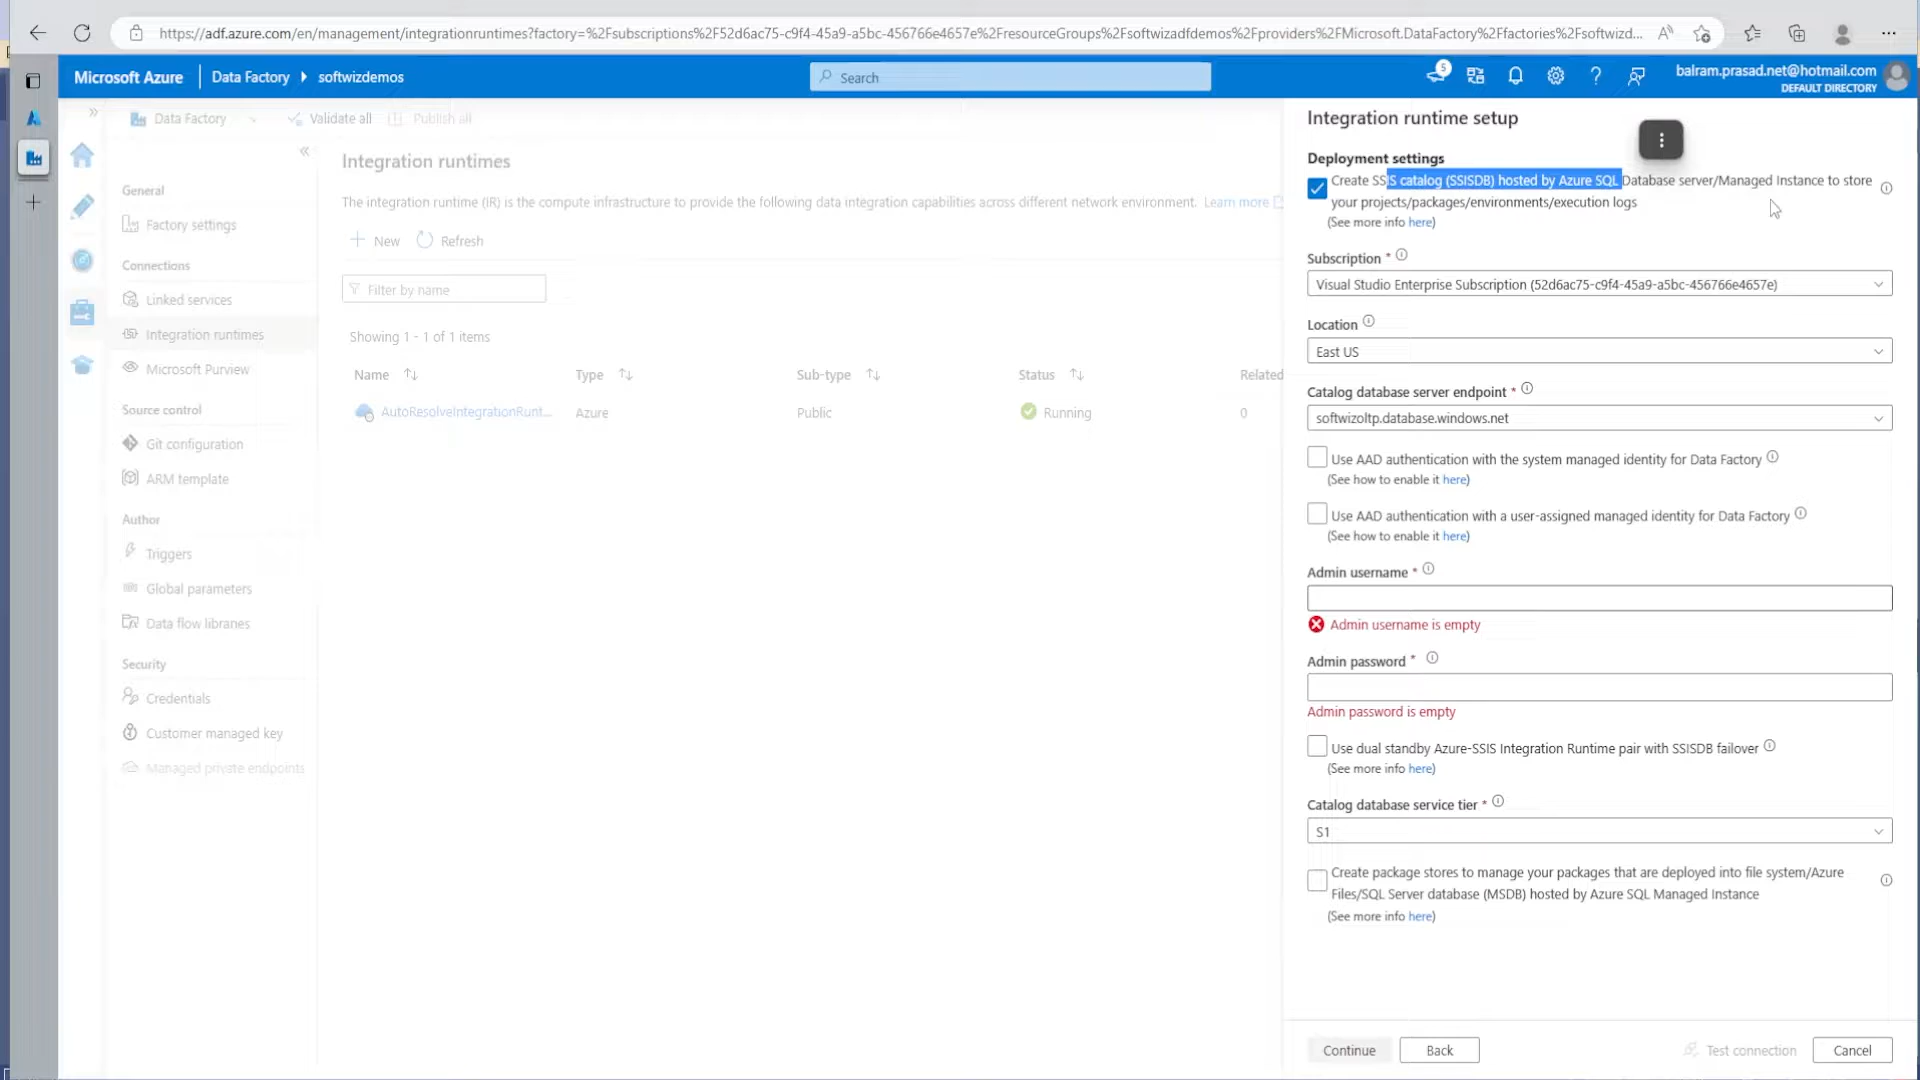 https://adf.azure.com/en/management/integrationruntimes?factory=%2Fsubscriptions%2F52d6ac75-c9f4-45a9-a5bc-456766e4657e%2FresourceGroups%2Fsoftwizadfdemos%2Fproviders%2FMicrosoft.DataFactory%2Ffactories%2Fsoftwizd...
Microsoft Azure
Data Factory
softwizdemos
Search
5
balram.prasad.net@hotmail.com
DEFAULT DIRECTORY
Data Factory
Validate all
Publish all
General
Factory settings
Connections
Linked services
Integration runtimes
Microsoft Purview
Source control
Git configuration
ARM template
Author
Triggers
Global parameters
Data flow libraries
Security
Credentials
Customer managed key
Managed private endpoints
Integration runtimes
The integration runtime (IR) is the compute infrastructure to provide the following data integration capabilities across different network environment. Learn more
New
Refresh
Filter by name
Showing 1 - 1 of 1 items
Name Type Sub-type Status Related
AutoResolveIntegrationRunt... Azure Public Running 0
Integration runtime setup
Deployment settings
Create SSIS catalog (SSISDB) hosted by Azure SQL Database server/Managed Instance to store
your projects/packages/environments/execution logs
(See more info here)
Subscription *
Visual Studio Enterprise Subscription (52d6ac75-c9f4-45a9-a5bc-456766e4657e)
Location
East US
Catalog database server endpoint *
softwizoltp.database.windows.net
Use AAD authentication with the system managed identity for Data Factory
(See how to enable it here)
Use AAD authentication with a user-assigned managed identity for Data Factory
(See how to enable it here)
Admin username *
Admin username is empty
Admin password *
Admin password is empty
Use dual standby Azure-SSIS Integration Runtime pair with SSISDB failover
(See more info here)
Catalog database service tier *
S1
Create package stores to manage your packages that are deployed into file system/Azure
Files/SQL Server database (MSDB) hosted by Azure SQL Managed Instance
(See more info here)
Continue
Back
Test connection
Cancel